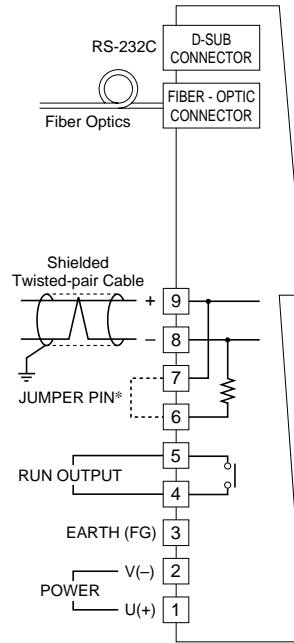 RS-232C
D-SUB
CONNECTOR
FIBER - OPTIC
CONNECTOR
Fiber Optics
Shielded
Twisted-pair Cable
+ 9
– 8
7
JUMPER PIN*
6
5
RUN OUTPUT
4
EARTH (FG) 3
V(–) 2
POWER
U(+) 1